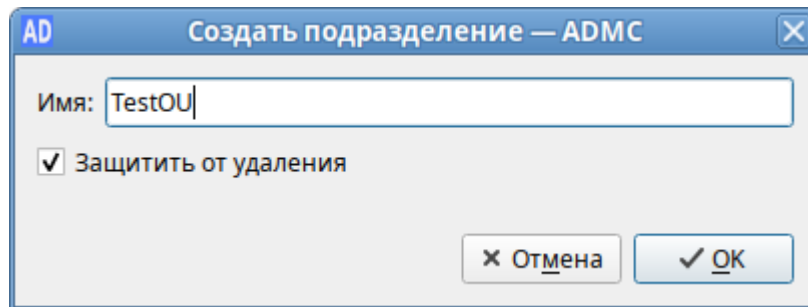 AD Создать подразделение — ADMC
Имя: TestOU
Защитить от удаления
Отмена OK